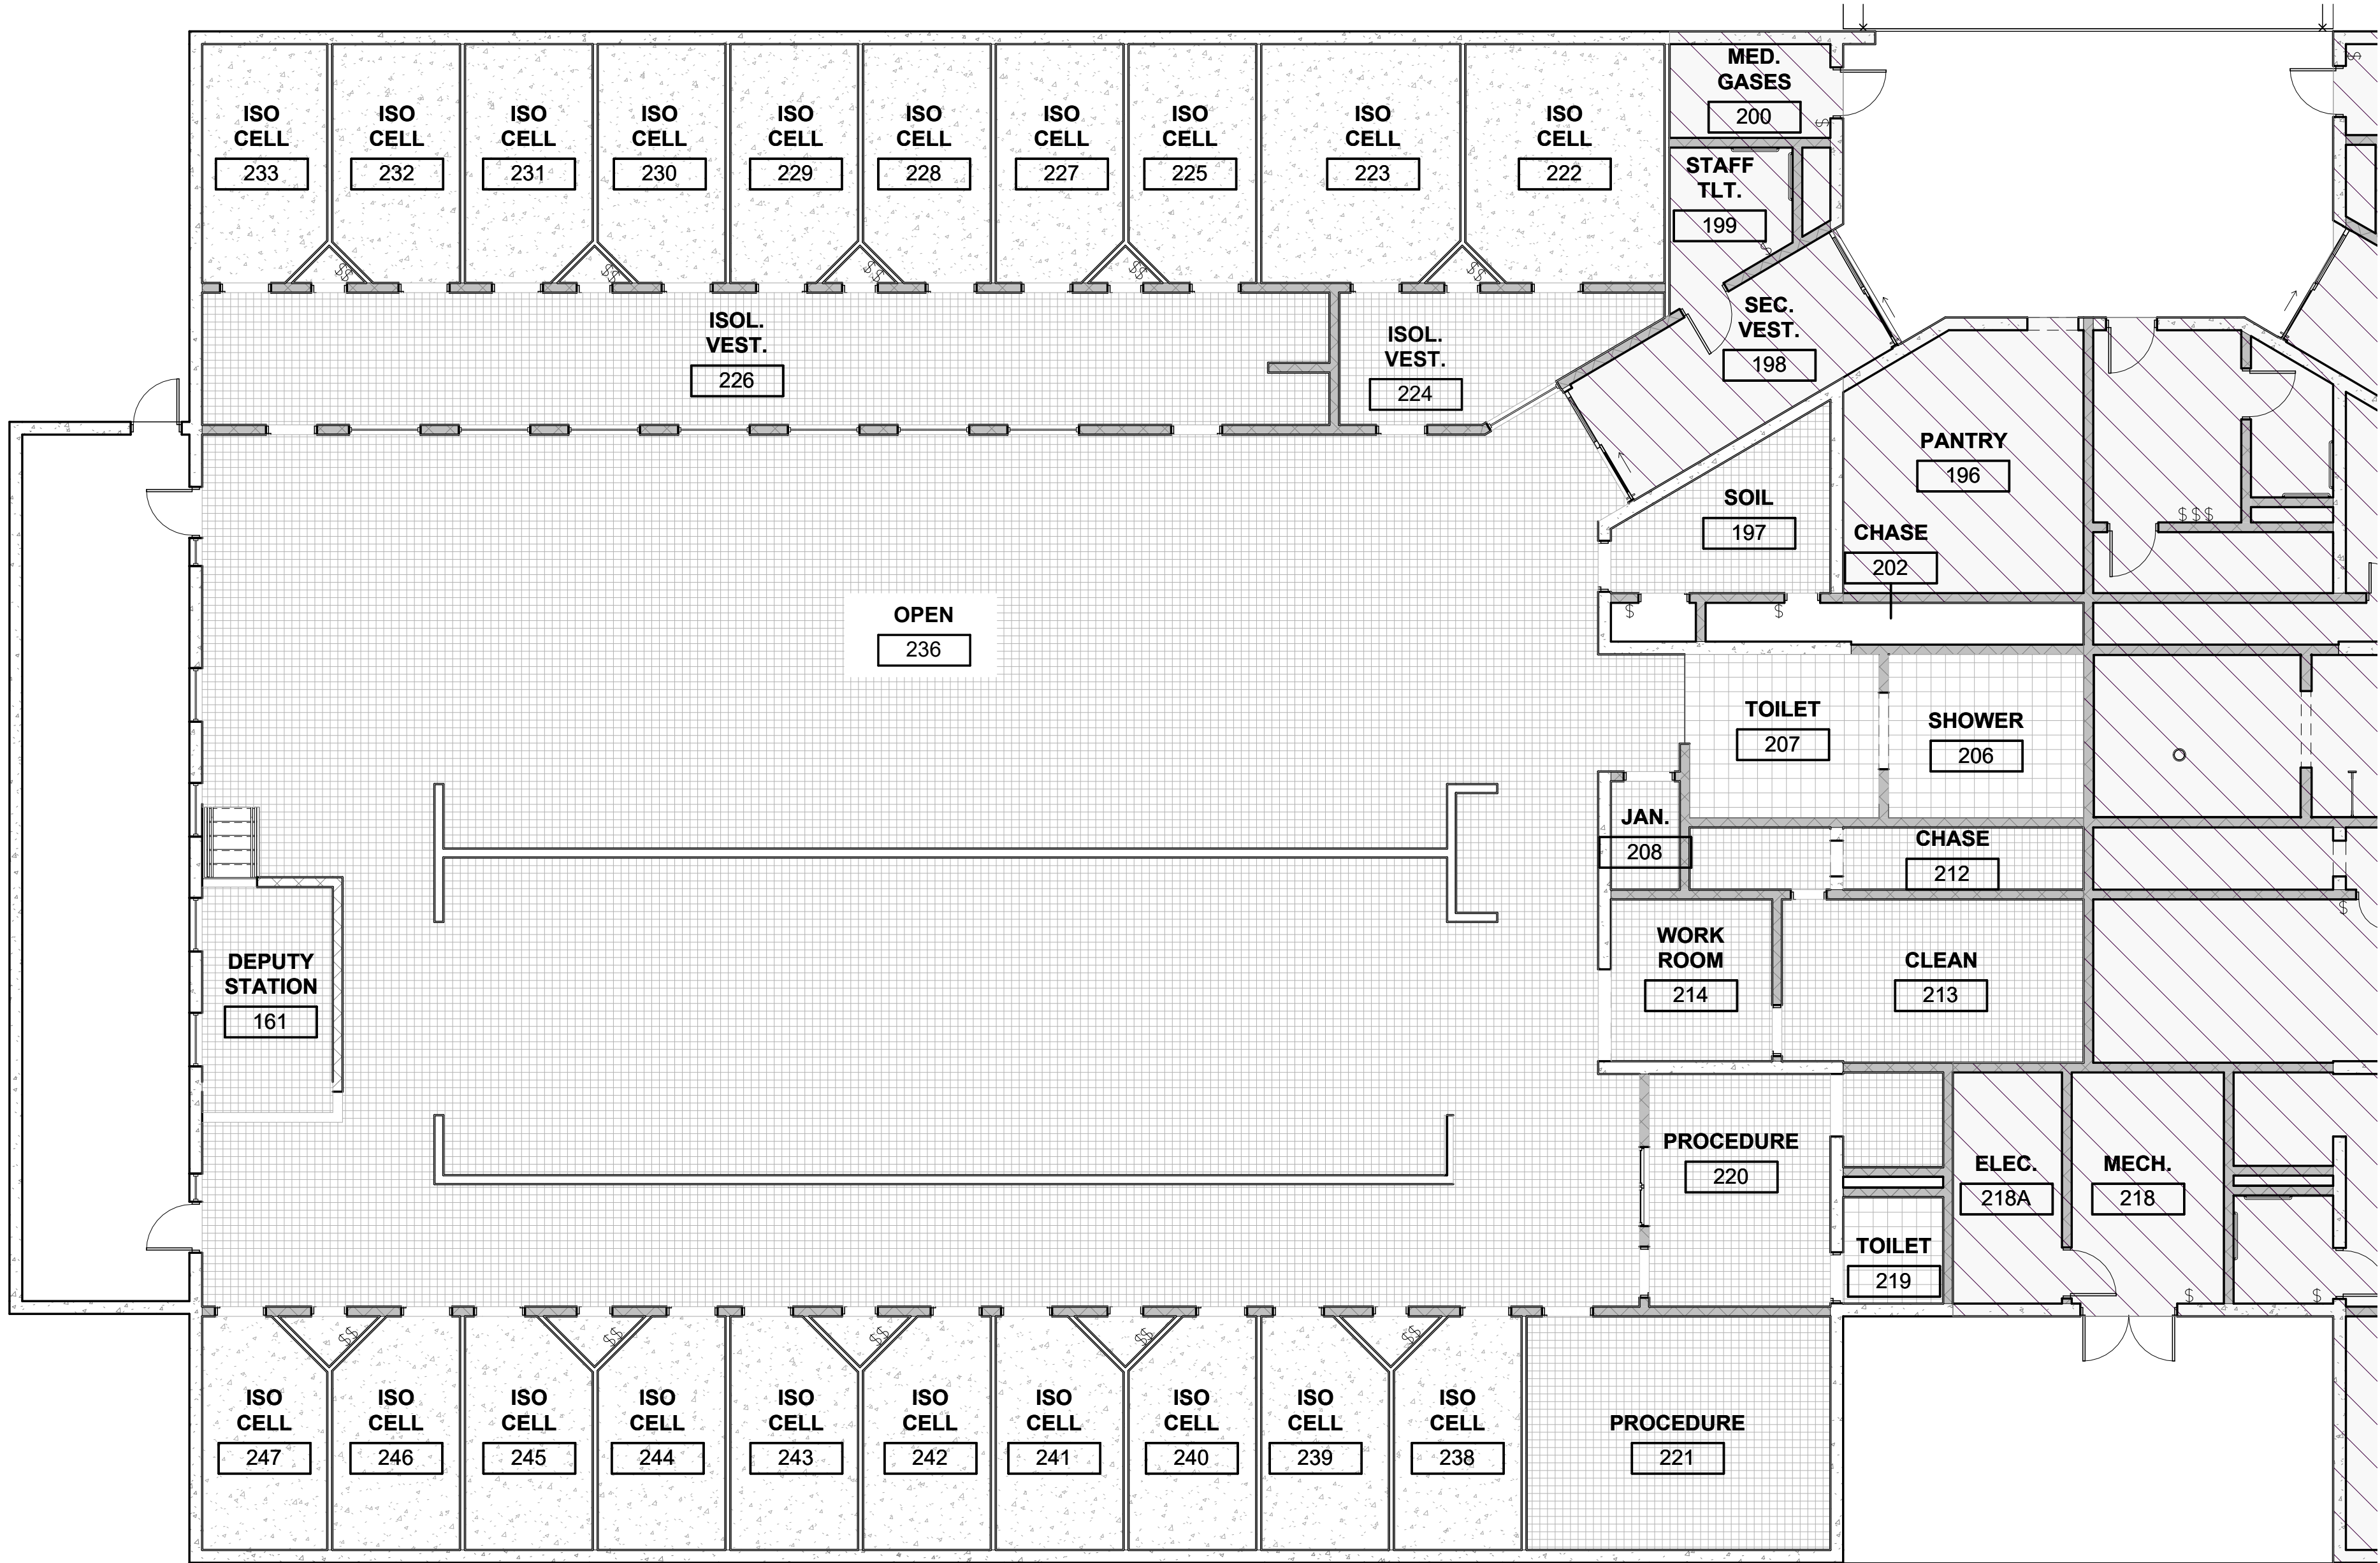 ISO
CELL
233
ISO
CELL
232
ISO
CELL
231
ISO
CELL
230
ISO
CELL
229
ISO
CELL
228
ISO
CELL
227
ISO
CELL
225
ISO
CELL
223
ISO
CELL
222
MED.
GASES
200
$
$
STAFF
TLT.
199
$
$$
$$
$$
$$
$$
ISOL.
VEST.
226
ISOL.
VEST.
224
SEC.
VEST.
198
PANTRY
196
SOIL
197
$$$
CHASE
202
$
$
OPEN
236
TOILET
207
SHOWER
206
JAN.
208
CHASE
212
WORK
ROOM
214
CLEAN
213
$
DEPUTY
STATION
161
PROCEDURE
220
ELEC.
218A
MECH.
218
TOILET
219
$
$
$$
$$
$$
$$
$$
ISO
CELL
247
ISO
CELL
246
ISO
CELL
245
ISO
CELL
244
ISO
CELL
243
ISO
CELL
242
ISO
CELL
241
ISO
CELL
240
ISO
CELL
239
ISO
CELL
238
PROCEDURE
221